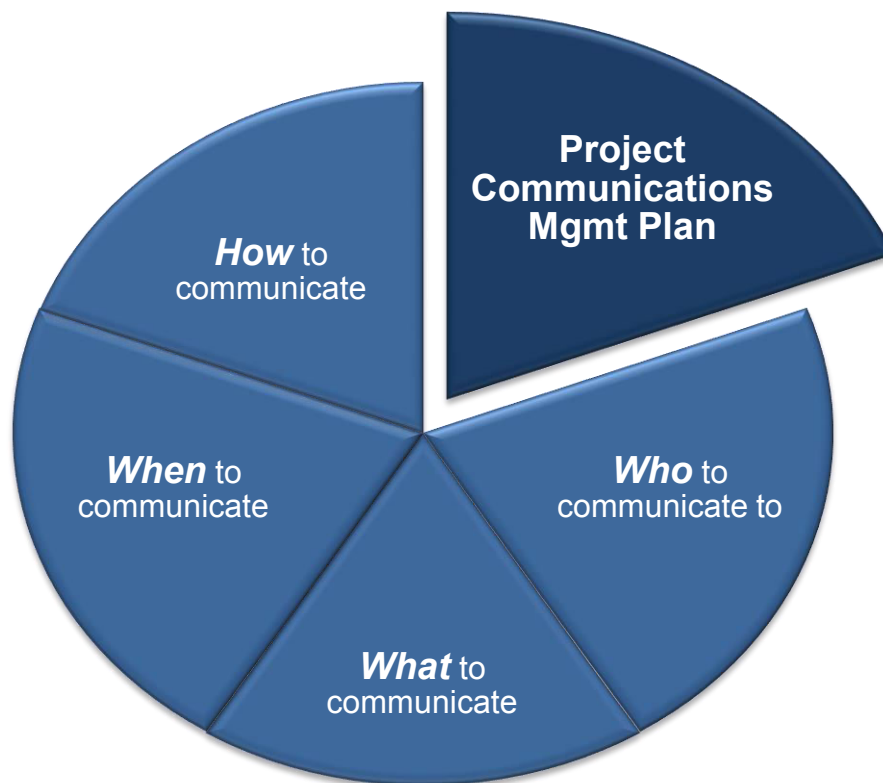 Project
Communications
Mgmt Plan
How to
communicate
When to
communicate
Who to
communicate to
What to
communicate